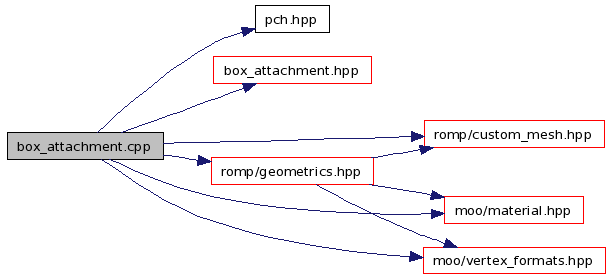 pch.hpp
box_attachment.hpp
box_attachment.cpp
romp/custom_mesh.hpp
romp/geometrics.hpp
moo/material.hpp
moo/vertex_formats.hpp